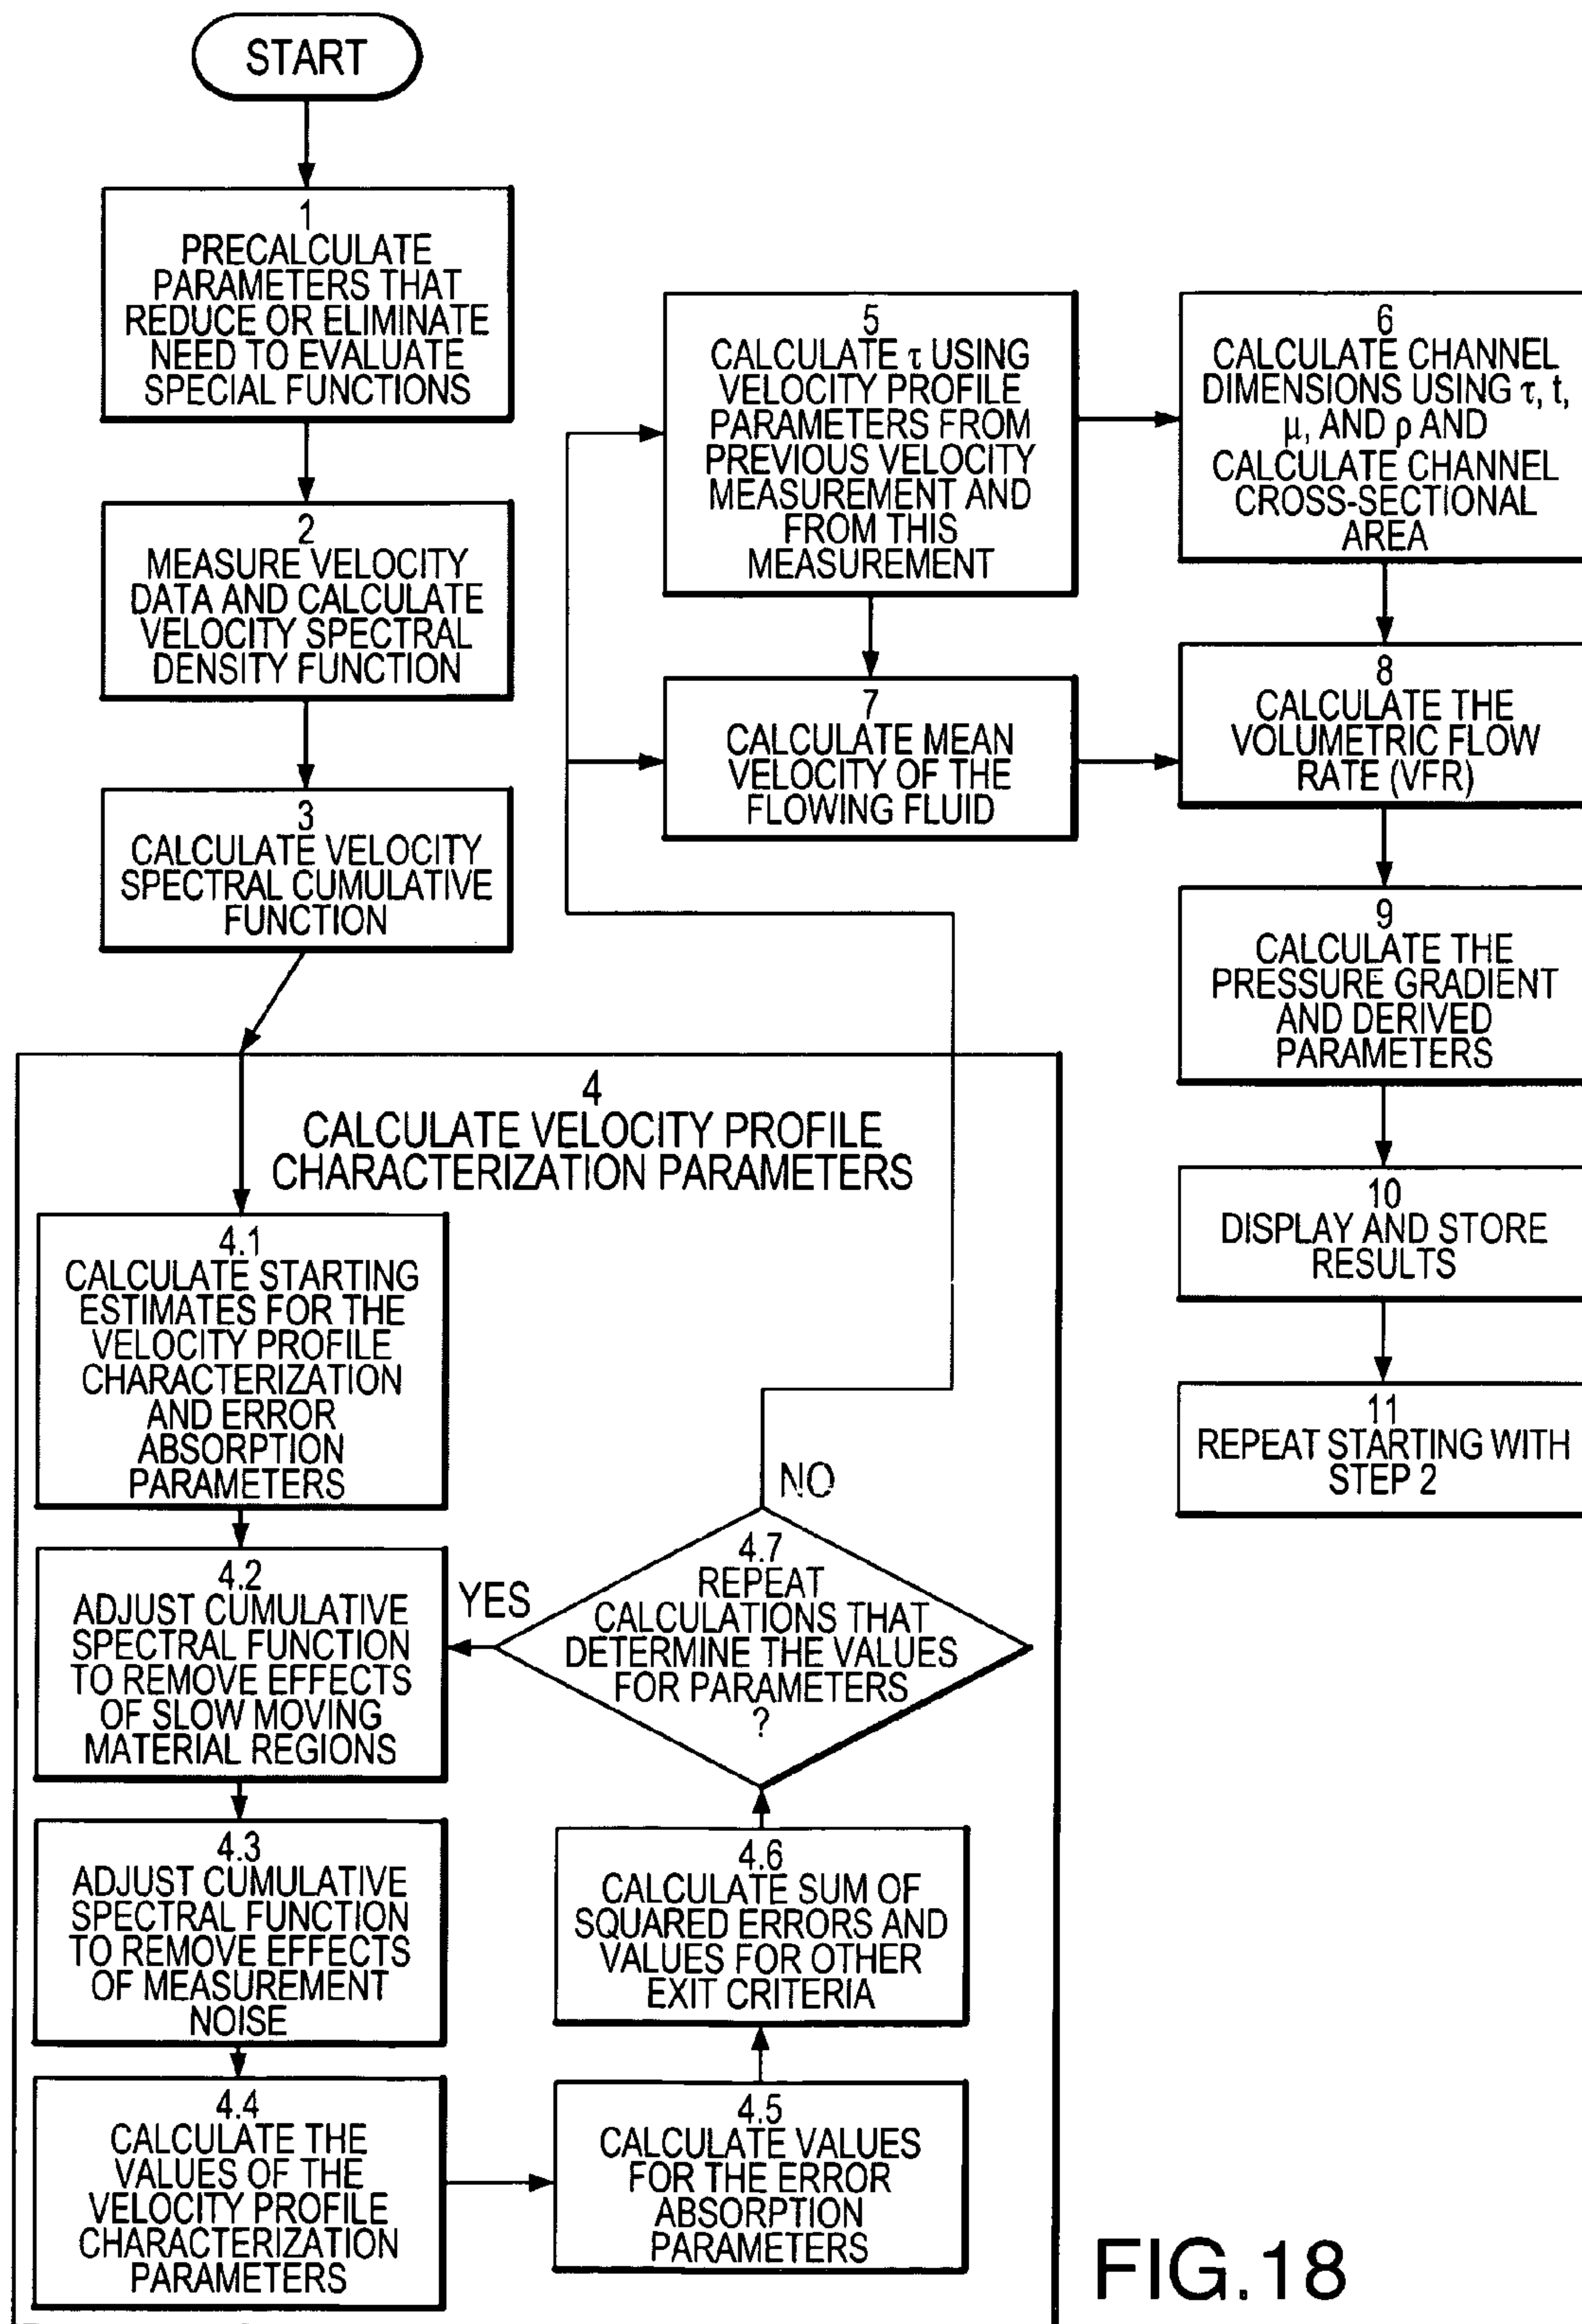 START
1
PRECALCULATE
PARAMETERS THAT
REDUCE OR ELIMINATE
NEED TO EVALUATE
SPECIAL FUNCTIONS
2
MEASURE VELOCITY
DATA AND CALCULATE
VELOCITY SPECTRAL
DENSITY FUNCTION
3
CALCULATE VELOCITY
SPECTRAL CUMULATIVE
FUNCTION
4
CALCULATE VELOCITY PROFILE
CHARACTERIZATION PARAMETERS
4.1
CALCULATE STARTING
ESTIMATES FOR THE
VELOCITY PROFILE
CHARACTERIZATION
AND ERROR
ABSORPTION
PARAMETERS
4.2
ADJUST CUMULATIVE
SPECTRAL FUNCTION
TO REMOVE EFFECTS
OF SLOW MOVING
MATERIAL REGIONS
4.3
ADJUST CUMULATIVE
SPECTRAL FUNCTION
TO REMOVE EFFECTS
OF MEASUREMENT
NOISE
4.4
CALCULATE THE
VALUES OF THE
VELOCITY PROFILE
CHARACTERIZATION
PARAMETERS
4.5
CALCULATE VALUES
FOR THE ERROR
ABSORPTION
PARAMETERS
4.6
CALCULATE SUM OF
SQUARED ERRORS AND
VALUES FOR OTHER
EXIT CRITERIA
4.7
REPEAT
CALCULATIONS THAT
DETERMINE THE VALUES
FOR PARAMETERS
?
YES
NO
5
CALCULATE τ USING
VELOCITY PROFILE
PARAMETERS FROM
PREVIOUS VELOCITY
MEASUREMENT AND
FROM THIS
MEASUREMENT
6
CALCULATE CHANNEL
DIMENSIONS USING τ, t,
μ, AND ρ AND
CALCULATE CHANNEL
CROSS-SECTIONAL
AREA
7
CALCULATE MEAN
VELOCITY OF THE
FLOWING FLUID
8
CALCULATE THE
VOLUMETRIC FLOW
RATE (VFR)
9
CALCULATE THE
PRESSURE GRADIENT
AND DERIVED
PARAMETERS
10
DISPLAY AND STORE
RESULTS
11
REPEAT STARTING WITH
STEP 2
FIG.18